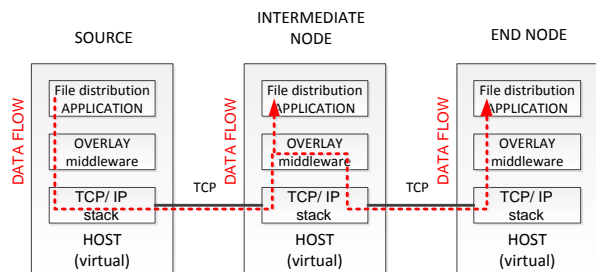 SOURCE
INTERMEDIATE
NODE
END NODE
DATA FLOW
File distribution
APPLICATION
OVERLAY
middleware
TCP/ IP
stack
HOST
(virtual)
TCP
DATA FLOW
File distribution
APPLICATION
OVERLAY
middleware
TCP/ IP
stack
HOST
(virtual)
TCP
DATA FLOW
File distribution
APPLICATION
OVERLAY
middleware
TCP/ IP
stack
HOST
(virtual)